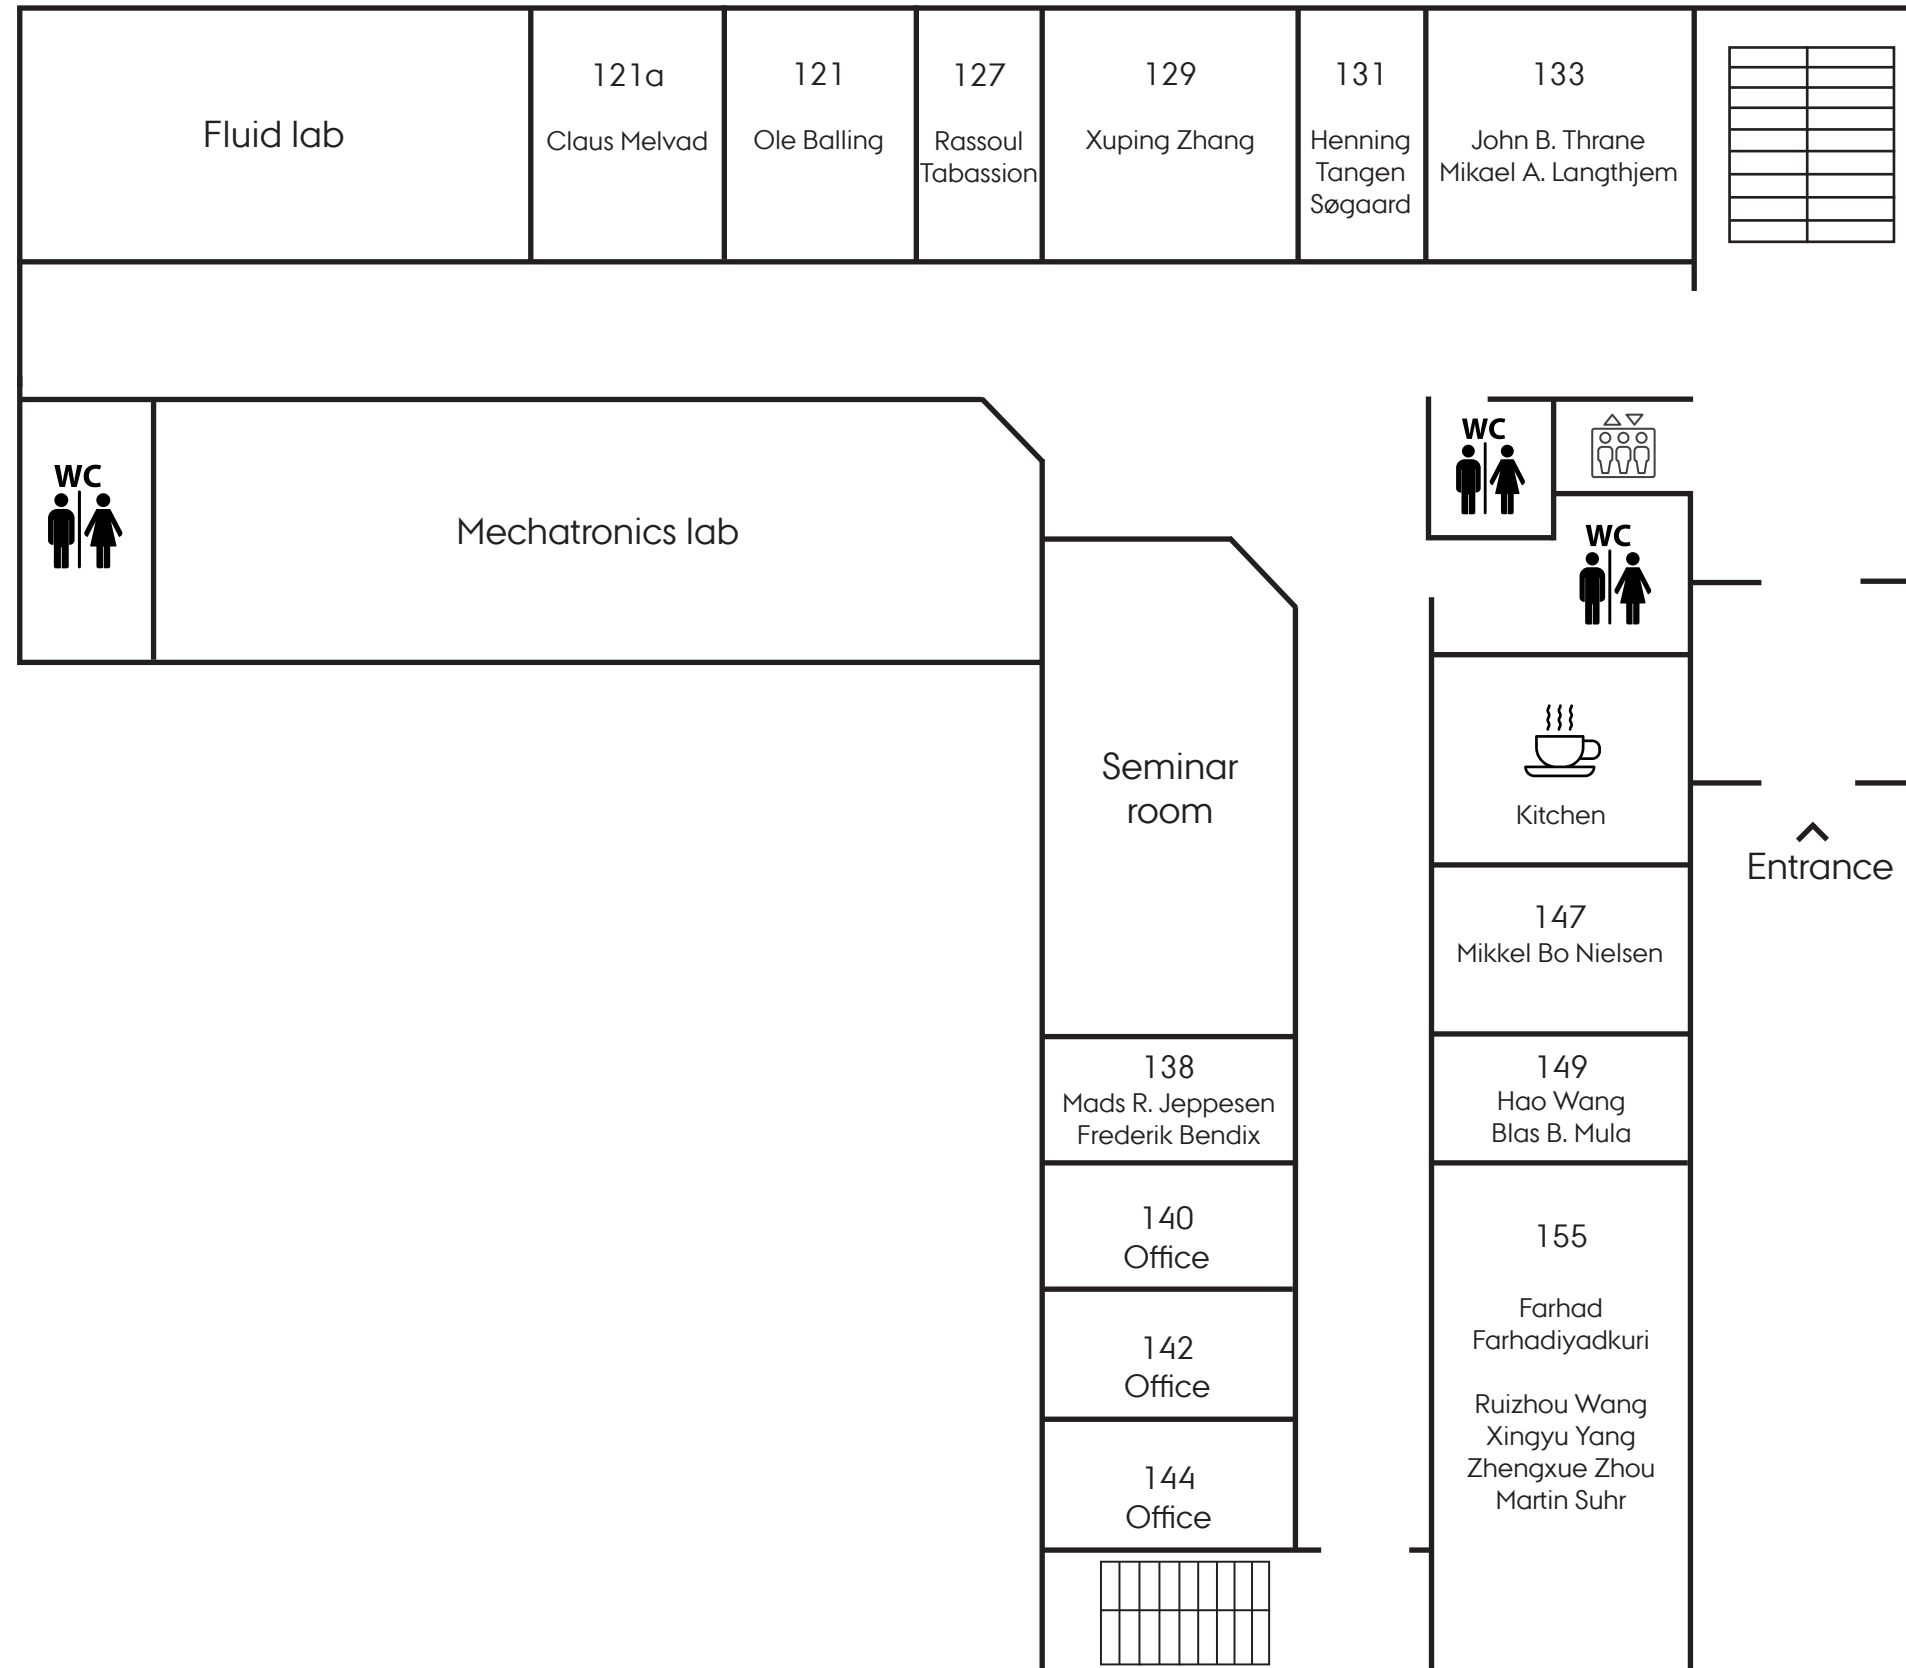 Fluid lab
121a
Claus Melvad
121
Ole Balling
127
Rassoul
Tabassion
129
Xuping Zhang
131
Henning
Tangen
Søgaard
133
John B. Thrane
Mikael A. Langthjem
WC
Mechatronics lab
WC
WC
Seminar
room
Kitchen
Entrance
147
Mikkel Bo Nielsen
138
Mads R. Jeppesen
Frederik Bendix
149
Hao Wang
Blas B. Mula
140
Office
142
Office
144
Office
155
Farhad
Farhadiyadkuri
Ruizhou Wang
Xingyu Yang
Zhengxue Zhou
Martin Suhr